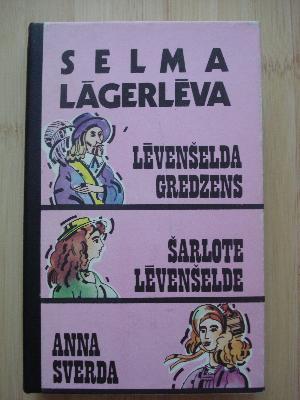 SELMA
LĀGERLĒVA
LĒVENŠELDA
GREDZENS
ŠARLOTE
LĒVENŠELDE
ANNA
SVERDA